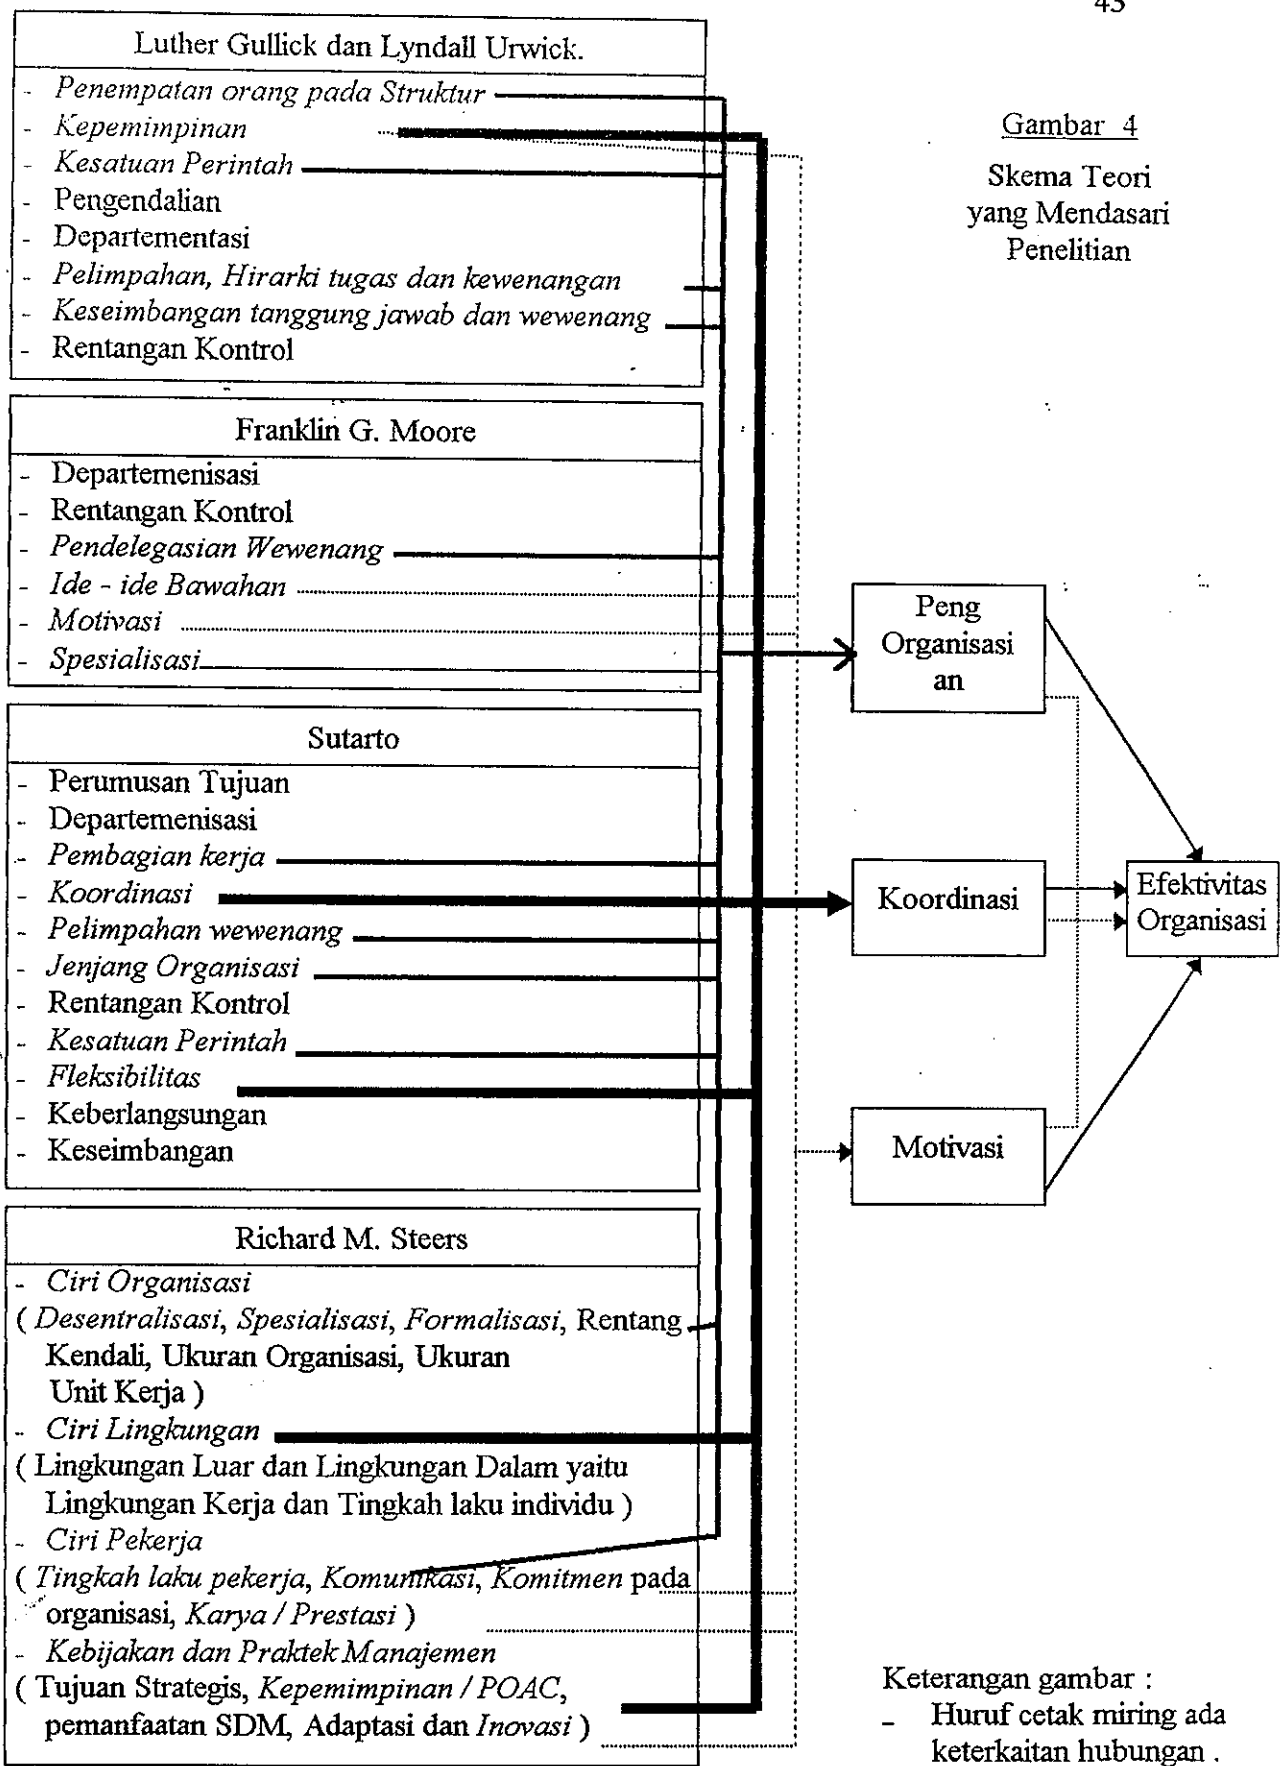 43
Luther Gullick dan Lyndall Urwick.
- Penempatan orang pada Struktur
- Kepemimpinan
- Kesatuan Perintah
- Pengendalian
- Departementasi
- Pelimpahan, Hirarki tugas dan kewenangan
- Keseimbangan tanggung jawab dan wewenang
- Rentangan Kontrol
Gambar 4
Skema Teori
yang Mendasari
Penelitian
Franklin G. Moore
- Departemenisasi
- Rentangan Kontrol
- Pendelegasian Wewenang
- Ide - ide Bawahan
- Motivasi
- Spesialisasi
Sutarto
- Perumusan Tujuan
- Departemenisasi
- Pembagian kerja
- Koordinasi
- Pelimpahan wewenang
- Jenjang Organisasi
- Rentangan Kontrol
- Kesatuan Perintah
- Fleksibilitas
- Keberlangsungan
- Keseimbangan
Richard M. Steers
- Ciri Organisasi
( Desentralisasi, Spesialisasi, Formalisasi, Rentang
Kendali, Ukuran Organisasi, Ukuran
Unit Kerja )
- Ciri Lingkungan
( Lingkungan Luar dan Lingkungan Dalam yaitu
Lingkungan Kerja dan Tingkah laku individu )
- Ciri Pekerja
( Tingkah laku pekerja, Komunikasi, Komitmen pada
organisasi, Karya / Prestasi )
- Kebijakan dan Praktek Manajemen
( Tujuan Strategis, Kepemimpinan / POAC,
pemanfaatan SDM, Adaptasi dan Inovasi )
Peng
Organisasi
an
Koordinasi
Motivasi
Efektivitas
Organisasi
Keterangan gambar :
- Huruf cetak miring ada
keterkaitan hubungan .